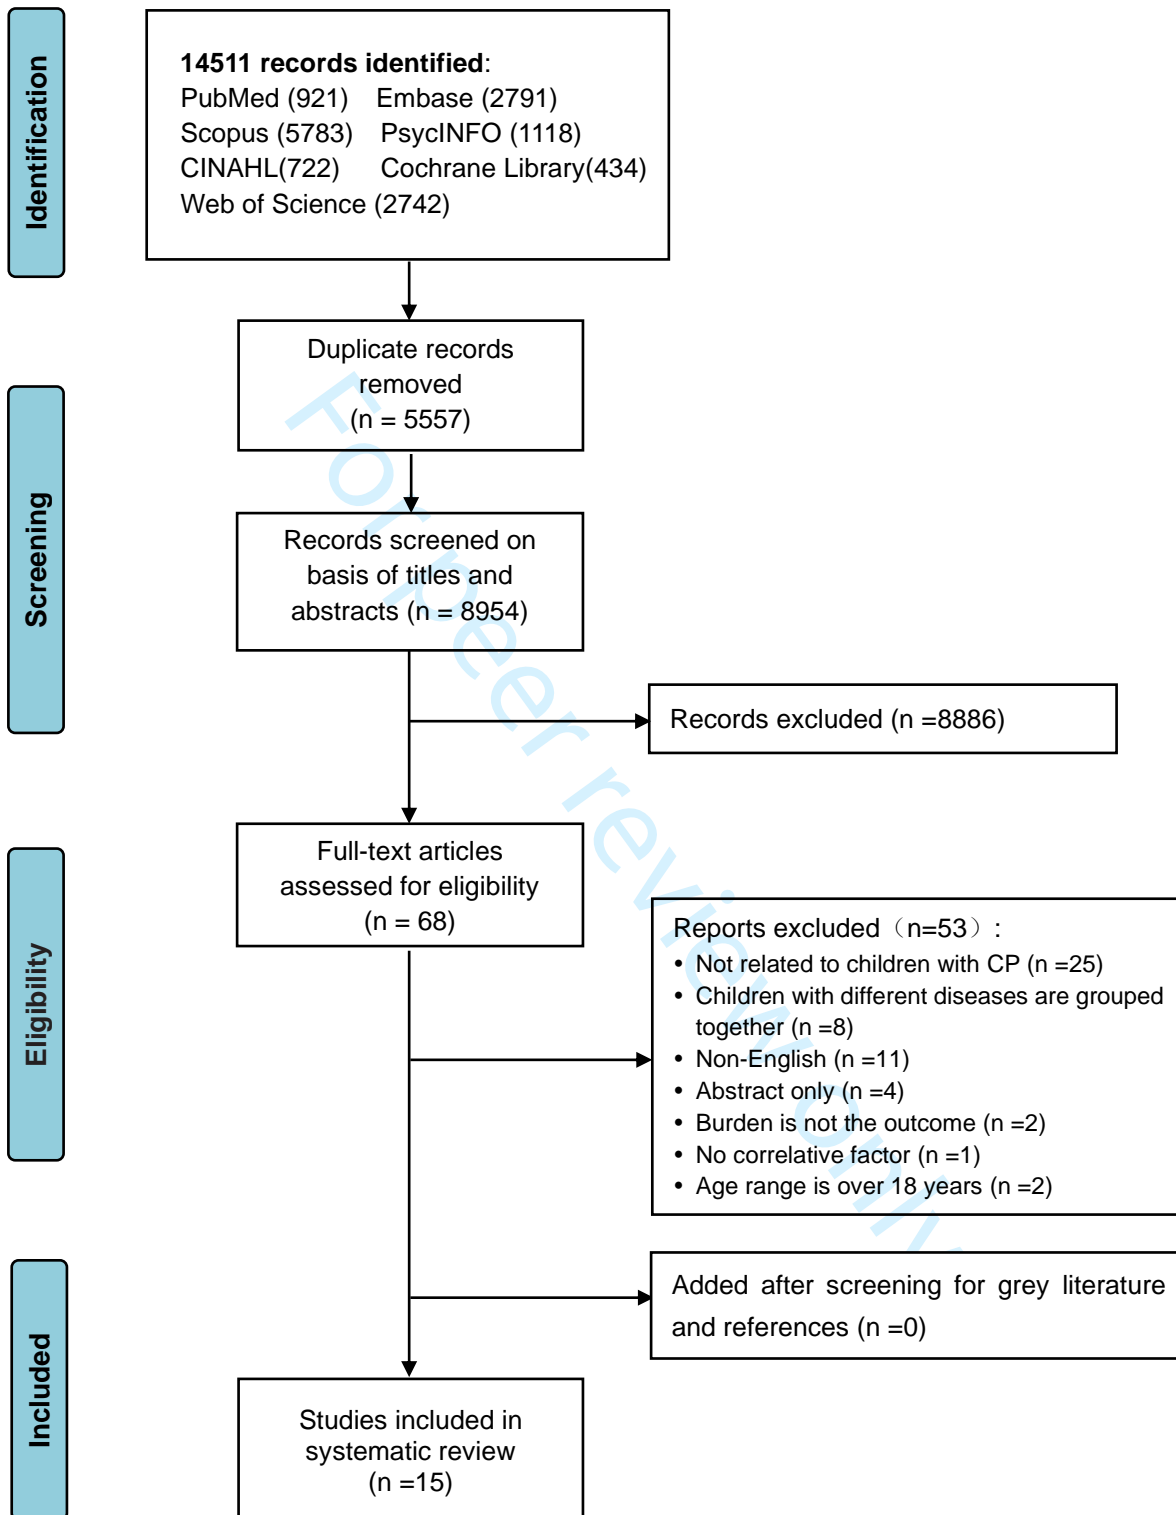 Identification
14511 records identified:
PubMed (921) Embase (2791)
Scopus (5783) PsycINFO (1118)
CINAHL(722) Cochrane Library(434)
Web of Science (2742)
Duplicate records
removed
(n = 5557)
Screening
Records screened on
basis of titles and
abstracts (n = 8954)
Records excluded (n =8886)
Eligibility
Full-text articles
assessed for eligibility
(n = 68)
Reports excluded（n=53）:
• Not related to children with CP (n =25)
• Children with different diseases are grouped
together (n =8)
• Non-English (n =11)
• Abstract only (n =4)
• Burden is not the outcome (n =2)
• No correlative factor (n =1)
• Age range is over 18 years (n =2)
Included
Added after screening for grey literature
and references (n =0)
Studies included in
systematic review
(n =15)
For peer review only